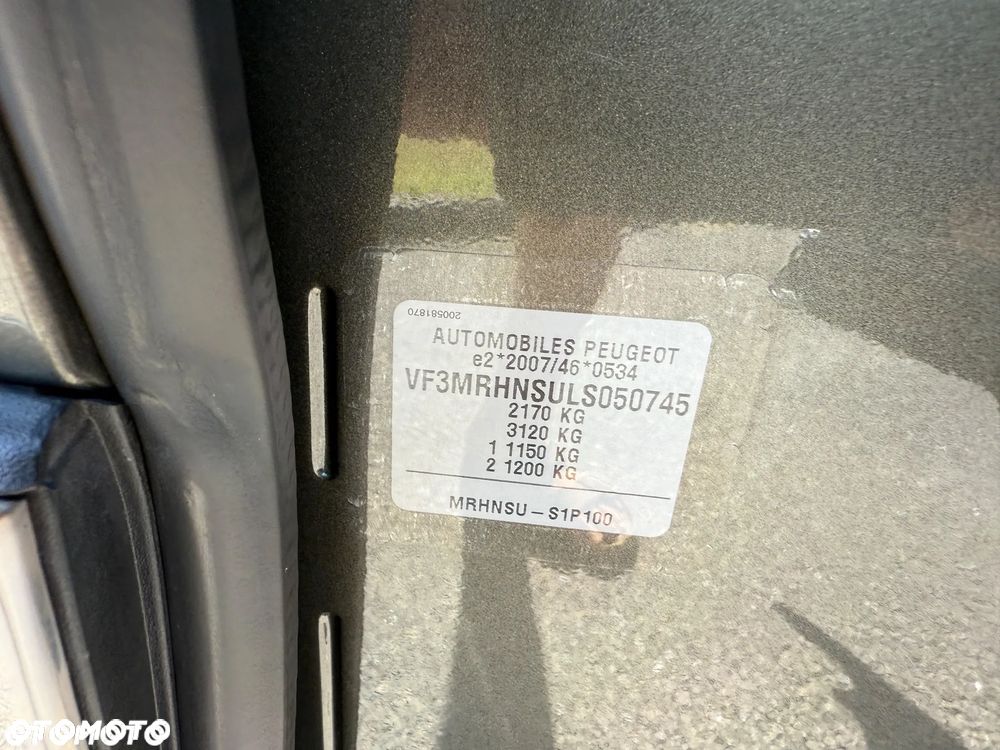 200581870
AUTOMOBILES PEUGEOT
e2*2007/46*0534
VF3MRHNSULS050745
2170 KG
3120 KG
1 1150 KG
2 1200 KG
MRHNSU-S1P100
OTOMOTO